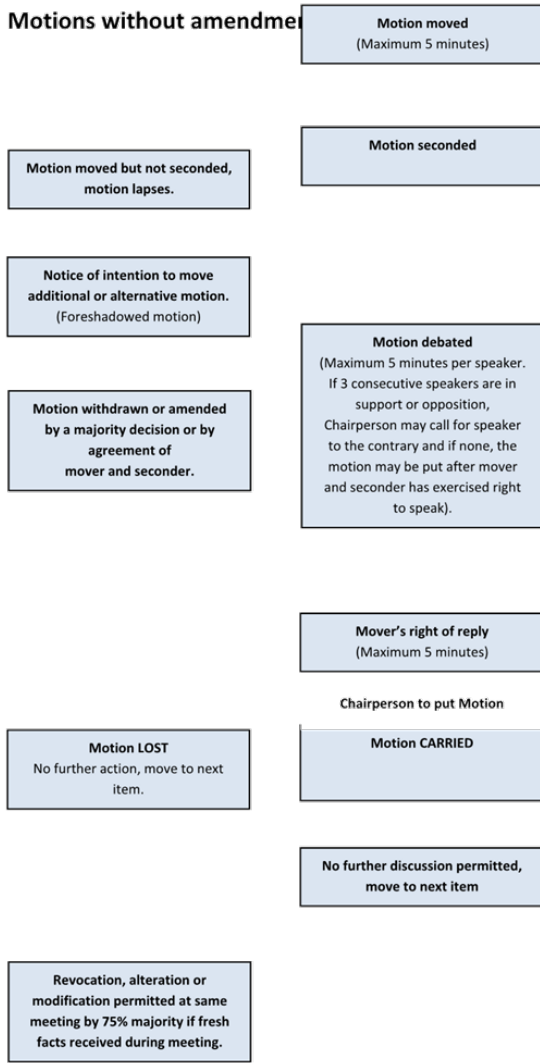 Motions without amendmen
Motion moved
(Maximum 5 minutes)
Motion seconded
Motion moved but not seconded,
motion lapses.
Notice of intention to move
additional or alternative motion.
(Foreshadowed motion)
Motion debated
(Maximum 5 minutes per speaker.
If 3 consecutive speakers are in
support or opposition,
Chairperson may call for speaker
to the contrary and if none, the
motion may be put after mover
and seconder has exercised right
to speak).
Motion withdrawn or amended
by a majority decision or by
agreement of
mover and seconder.
Mover’s right of reply
(Maximum 5 minutes)
Chairperson to put Motion
Motion LOST
No further action, move to next
item.
Motion CARRIED
No further discussion permitted,
move to next item
Revocation, alteration or
modification permitted at same
meeting by 75% majority if fresh
facts received during meeting.